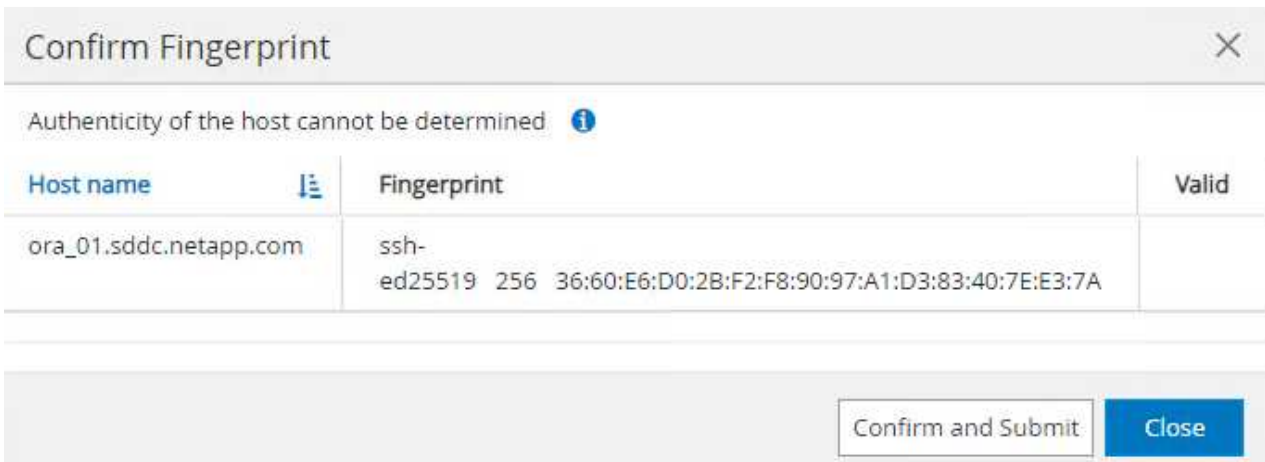 Confirm Fingerprint
Authenticity of the host cannot be determined
Host name Fingerprint Valid
ora_01.sddc.netapp.com ssh-
ed25519 256 36:60:E6:D0:2B:F2:F8:90:97:A1:D3:83:40:7E:E3:7A
Confirm and Submit Close